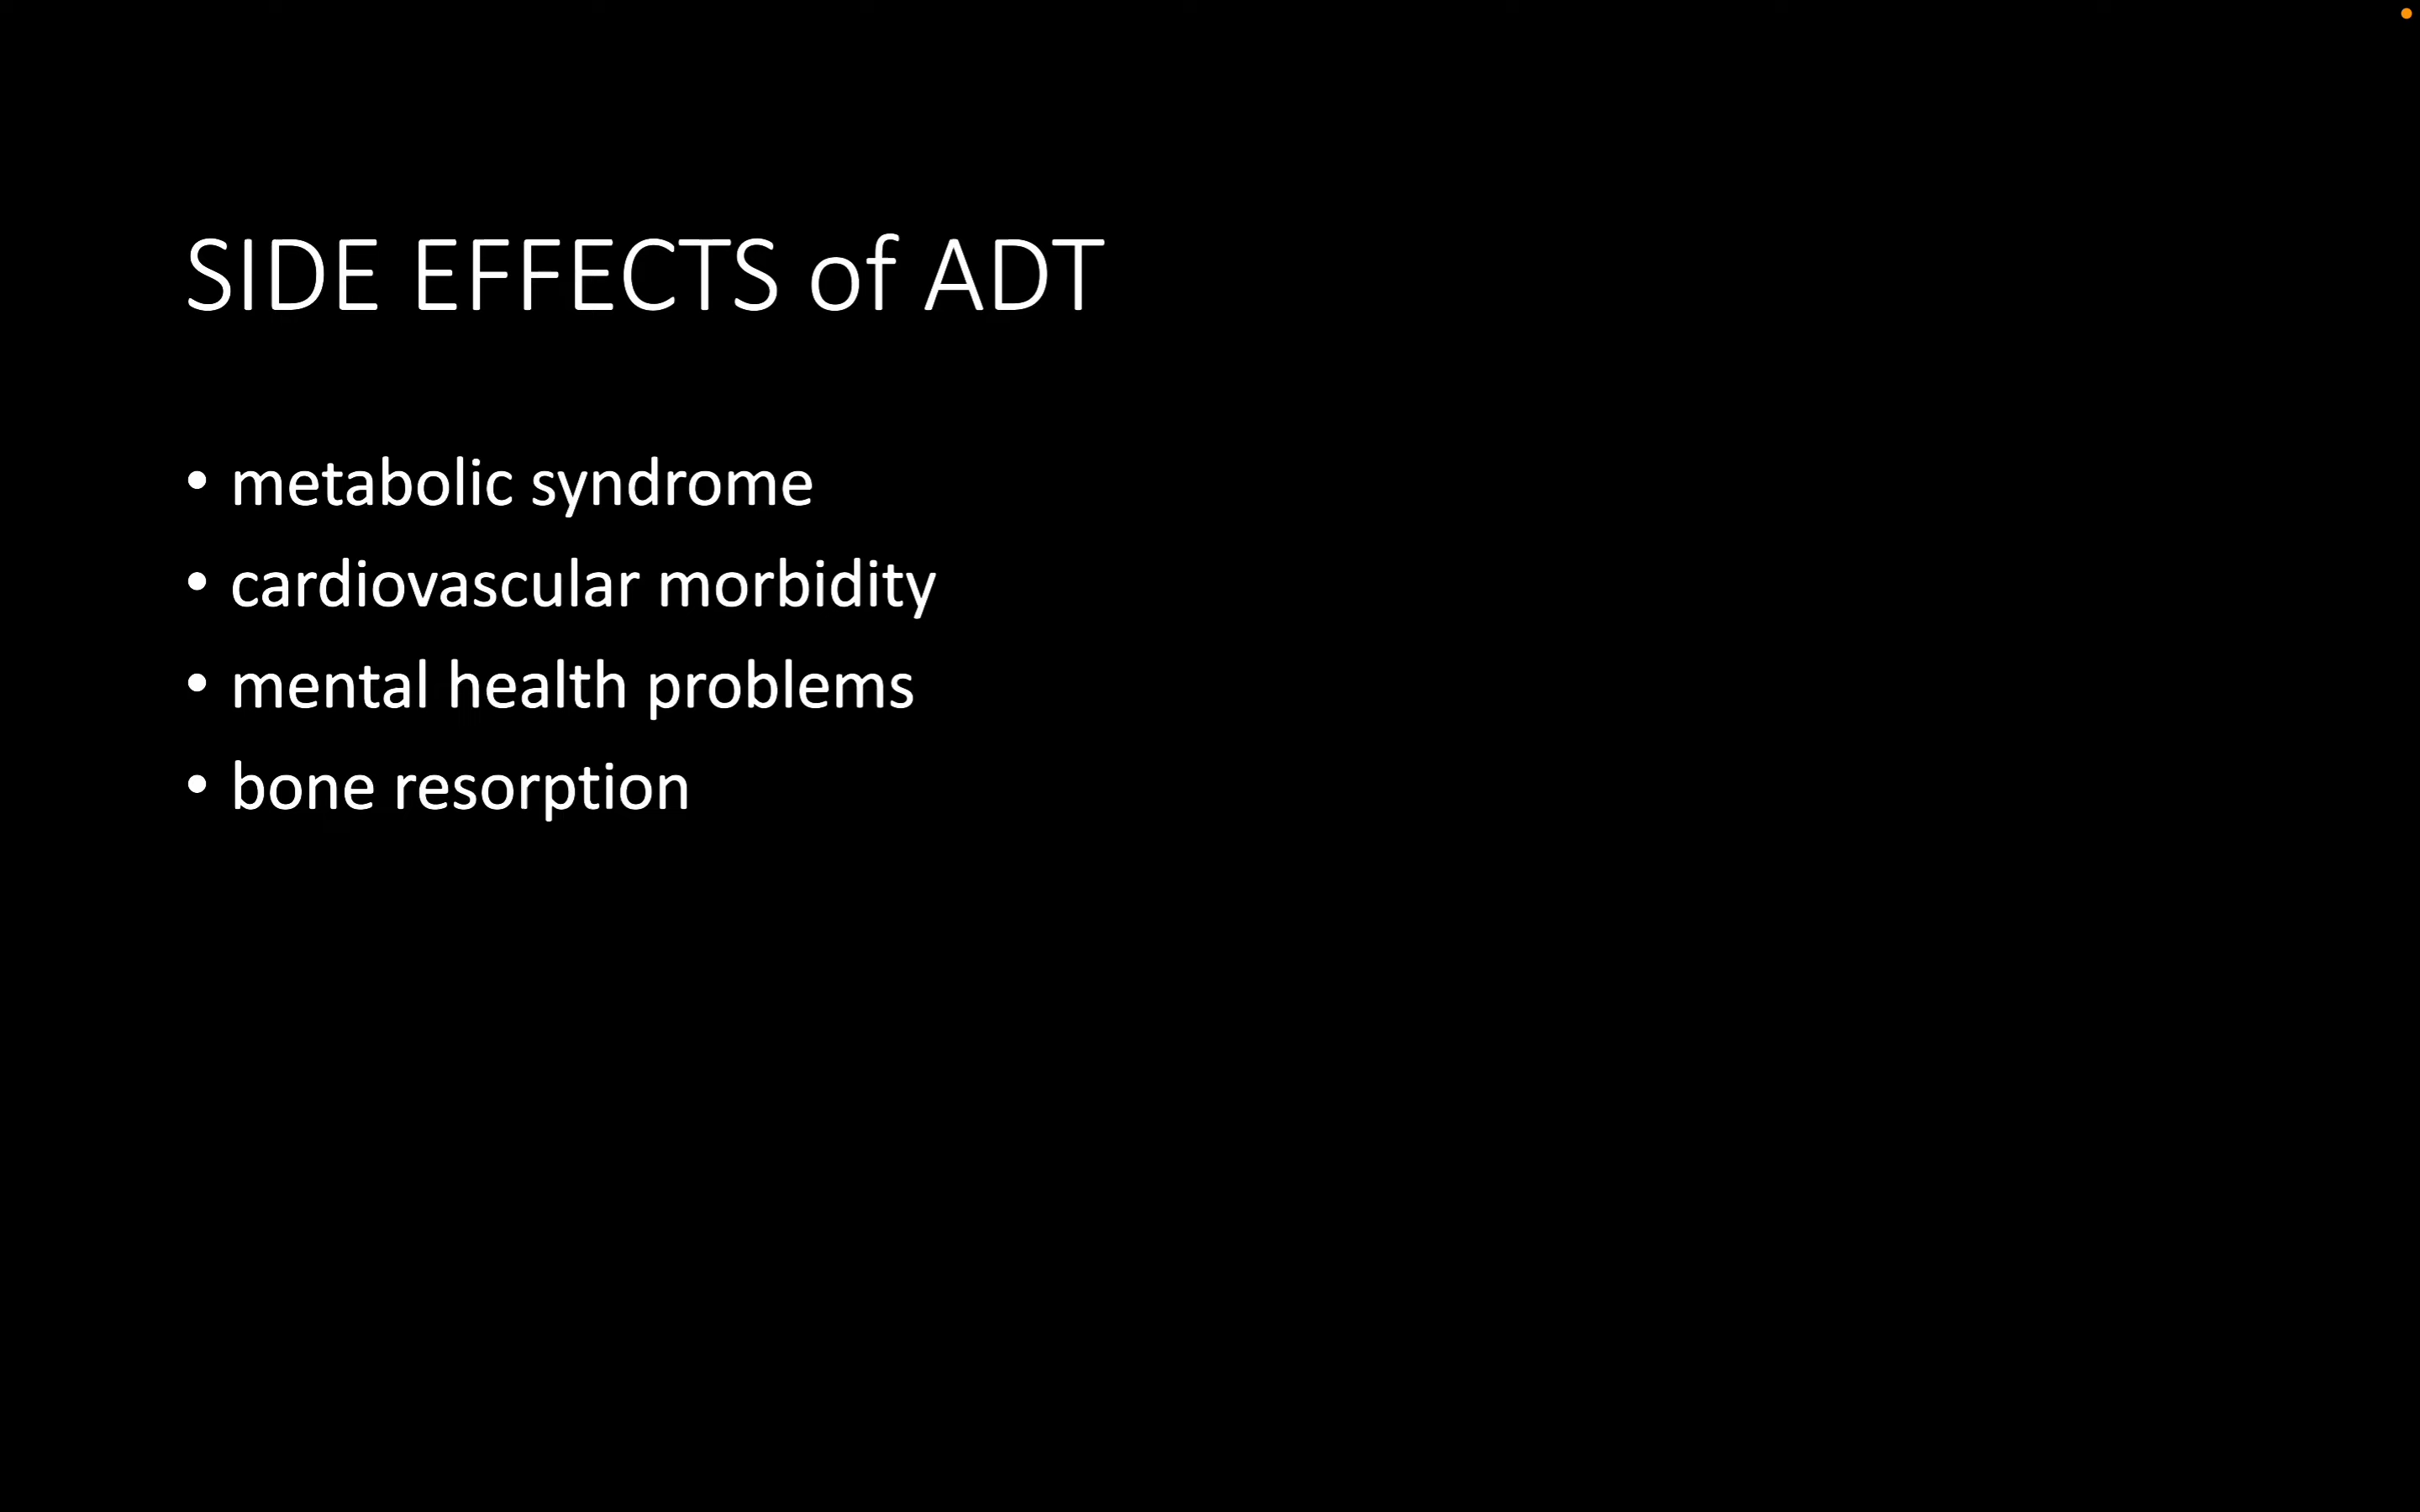 SIDE EFFECTS of ADT
• metabolic syndrome
• cardiovascular morbidity
• mental health problems
• bone resorption